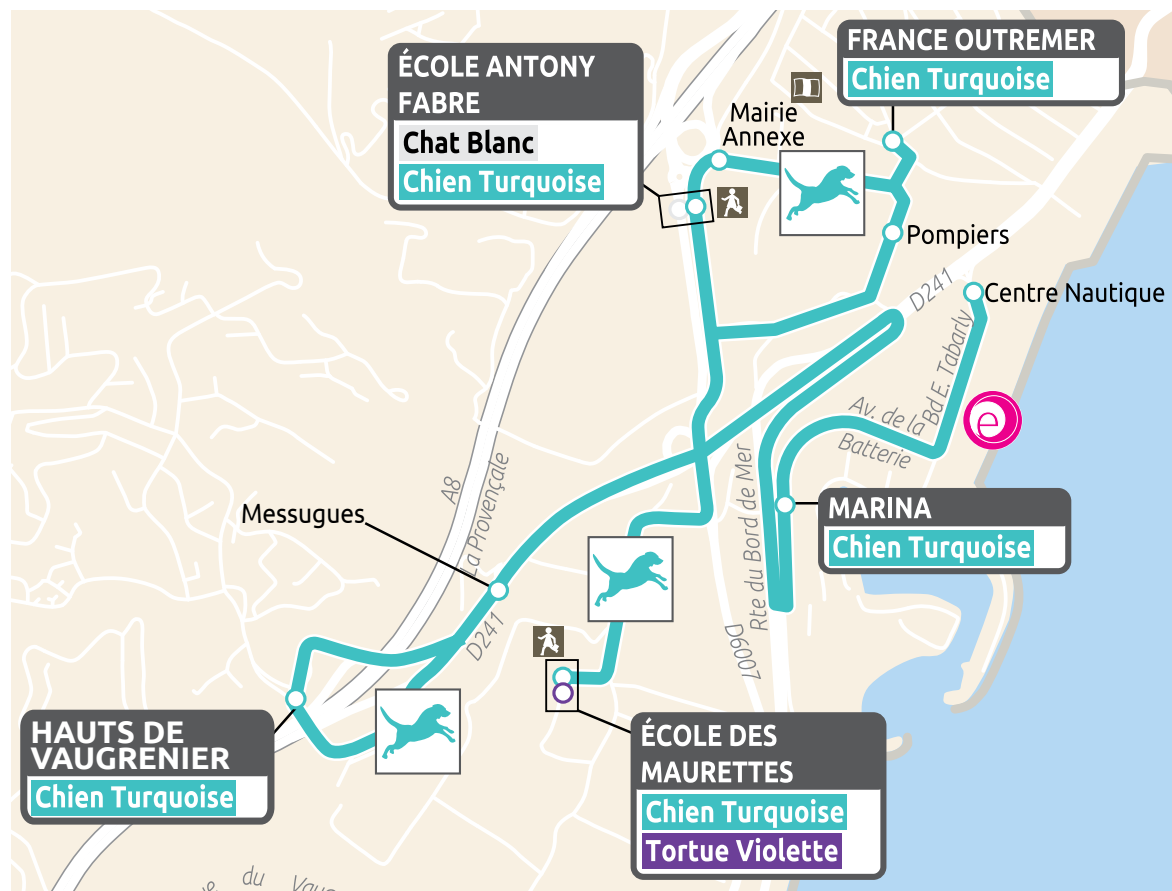 ÉCOLE ANTONY
FABRE
Chat Blanc
Chien Turquoise
FRANCE OUTREMER
Chien Turquoise
Mairie
Annexe
Pompiers
D241
Centre Nautique
Bd E. Tabarly
Av. de la
Batterie
e
A8
La Provençale
Rte du Bord de Mer
Messugues
MARINA
Chien Turquoise
D241
D6007
HAUTS DE
VAUGRENIER
Chien Turquoise
ÉCOLE DES
MAURETTES
Chien Turquoise
Tortue Violette
du